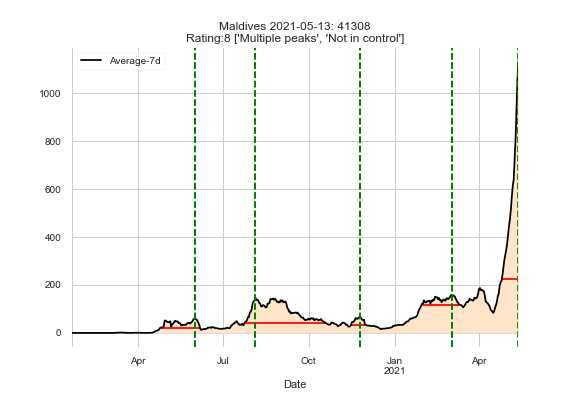 Maldives 2021-05-13: 41308
Rating:8 ['Multiple peaks', 'Not in control']
Average-7d
1000
800
600
400
200
0
Apr
Jul
Oct
Jan
2021
Apr
Date